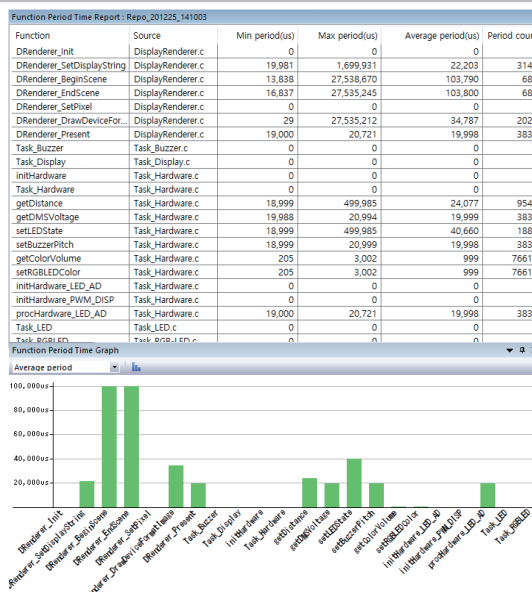 Function Period Time Report : Repo_201225_141003
Function Source Min period(us) Max period(us) Average period(us) Period coun
DRenderer_Init DisplayRenderer.c 0 0 0
DRenderer_SetDisplayString DisplayRenderer.c 19,981 1,699,931 22,203 314
DRenderer_BeginScene DisplayRenderer.c 13,838 27,538,670 103,790 68
DRenderer_EndScene DisplayRenderer.c 16,837 27,535,245 103,800 68
DRenderer_SetPixel DisplayRenderer.c 0 0 0
DRenderer_DrawDeviceFor... DisplayRenderer.c 29 27,535,212 34,787 202
DRenderer_Present DisplayRenderer.c 19,000 20,721 19,998 383
Task_Buzzer Task_Buzzer.c 0 0 0
Task_Display Task_Display.c 0 0 0
initHardware Task_Hardware.c 0 0 0
Task_Hardware Task_Hardware.c 0 0 0
getDistance Task_Hardware.c 18,999 499,985 24,077 954
getDMSVoltage Task_Hardware.c 19,988 20,994 19,999 383
setLEDState Task_Hardware.c 18,999 499,985 40,660 188
setBuzzerPitch Task_Hardware.c 18,999 20,999 19,998 383
getColorVolume Task_Hardware.c 205 3,002 999 7661
setRGBLEDColor Task_Hardware.c 205 3,002 999 7661
initHardware_LED_AD Task_Hardware.c 0 0 0
initHardware_PWM_DISP Task_Hardware.c 0 0 0
procHardware_LED_AD Task_Hardware.c 19,000 20,721 19,998 383
Task_LED Task_LED.c 0 0 0
Task_RGBLED Task_RGB-LED.c 0 0 0
Function Period Time Graph
Average period
100,000us
80,000us
60,000us
40,000us
20,000us
DRenderer_Init
DRenderer_SetDisplayString
DRenderer_BeginScene
DRenderer_EndScene
DRenderer_SetPixel
nderer_DrawDeviceFormatImage
DRenderer_Present
Task_Buzzer
Task_Display
initHardware
Task_Hardware
getDistance
getDMSVoltage
setLEDState
setBuzzerPitch
getColorVolume
setRGBLEDColor
initHardware_LED_AD
initHardware_PWM_DISP
procHardware_LED_AD
Task_LED
Task_RGBLED